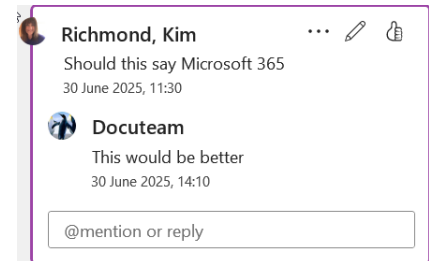 Richmond, Kim
Should this say Microsoft 365
30 June 2025, 11:30
Docuteam
This would be better
30 June 2025, 14:10
@mention or reply